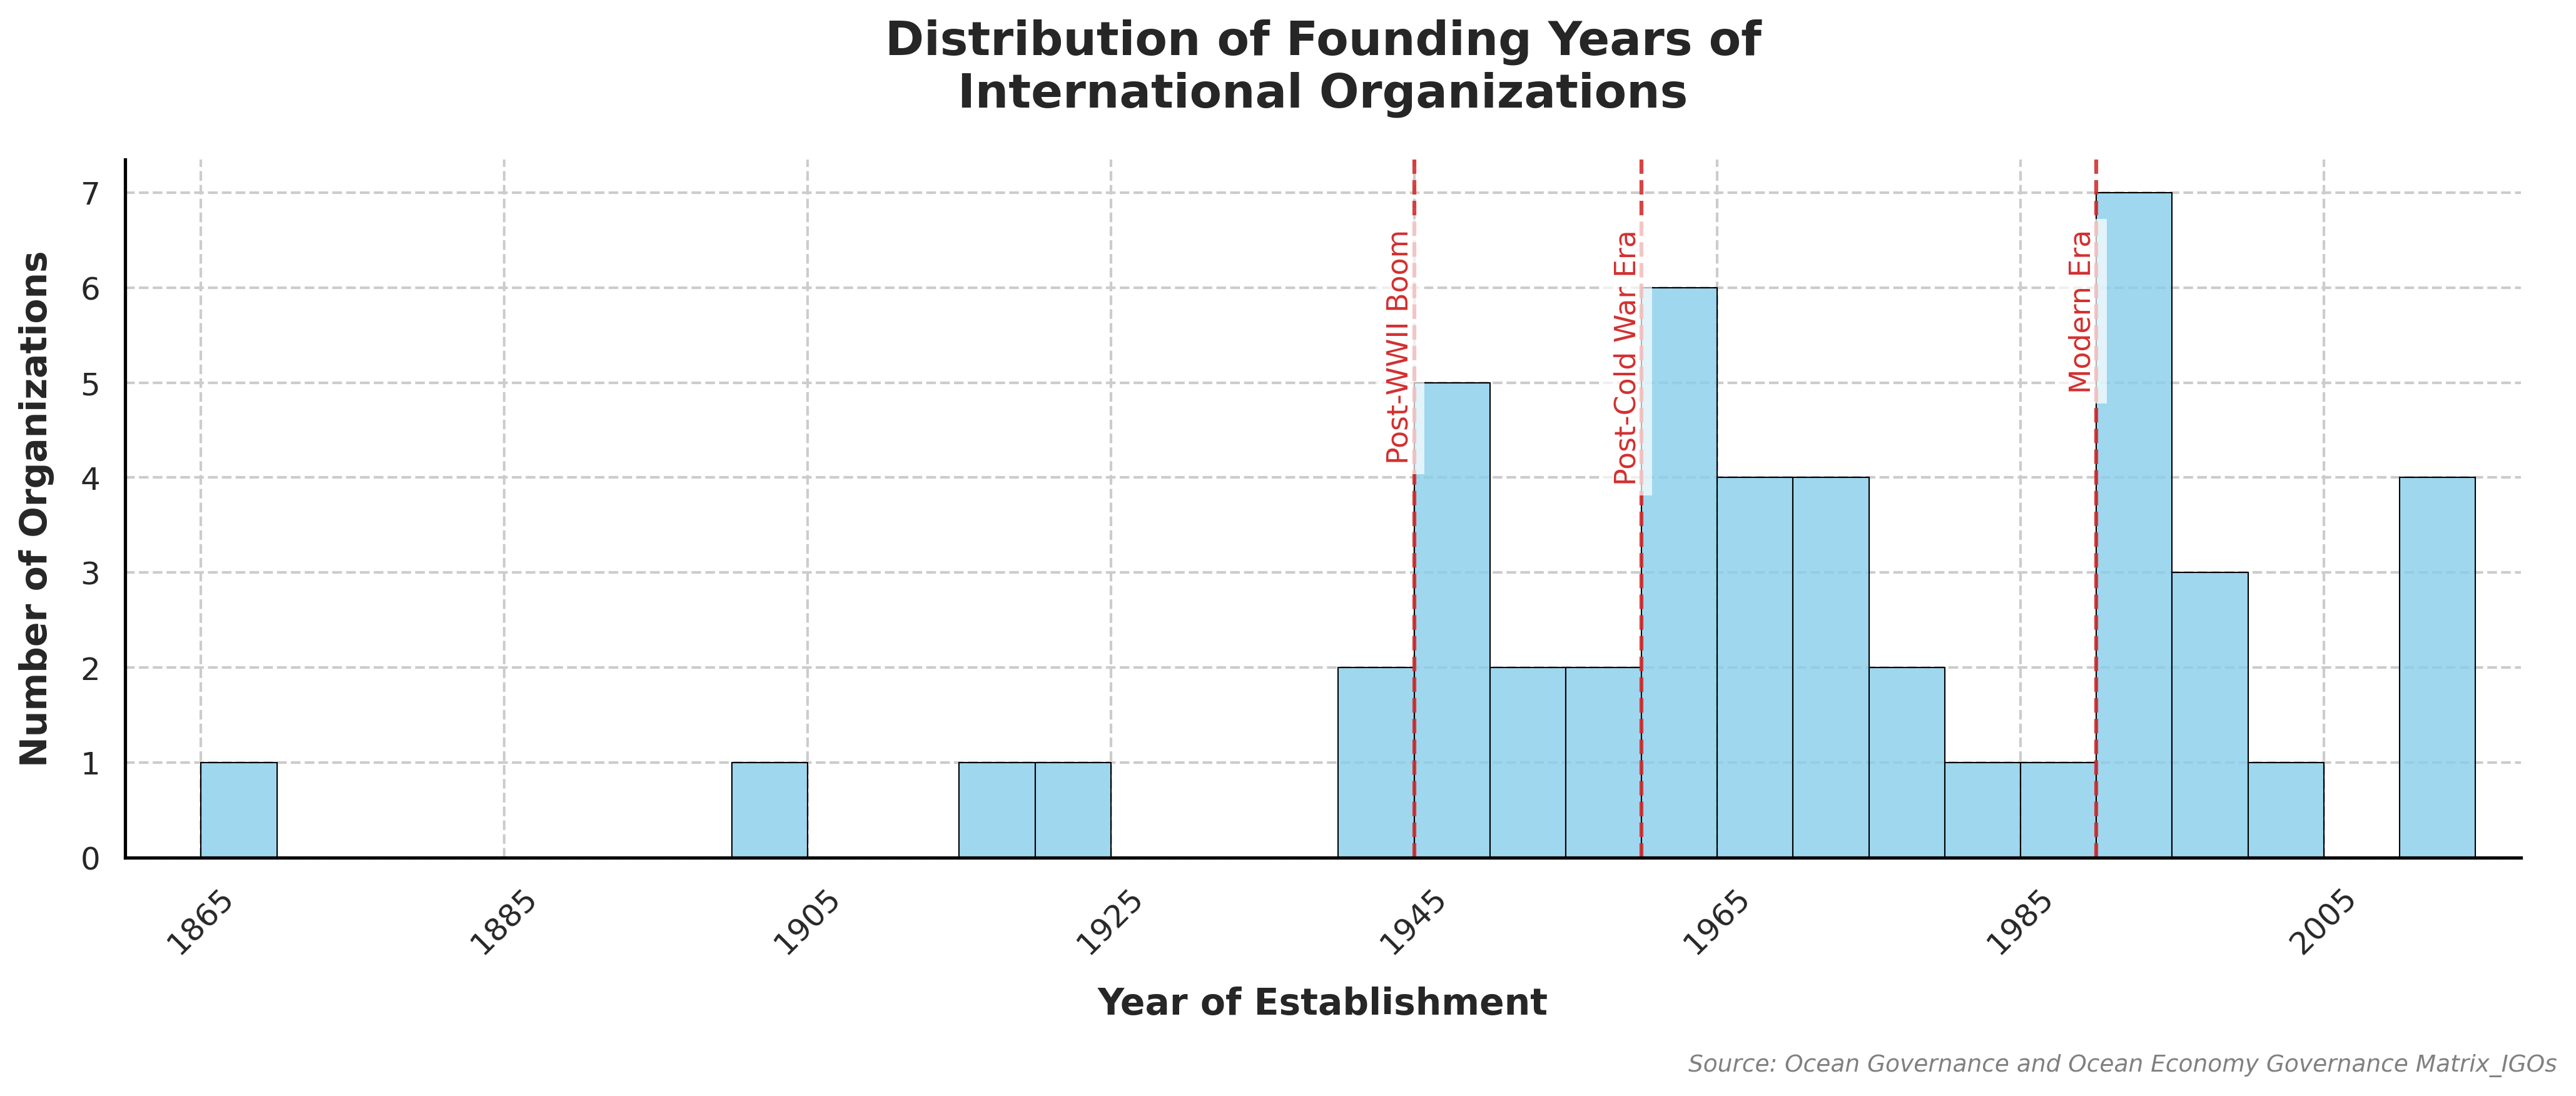 Distribution of Founding Years of
International Organizations
Number of Organizations
7
6
5
4
3
2
1
0
Post-WWII Boom
Post-Cold War Era
Modern Era
1865
1885
1905
1925
1945
1965
1985
2005
Year of Establishment
Source: Ocean Governance and Ocean Economy Governance Matrix_IGOs